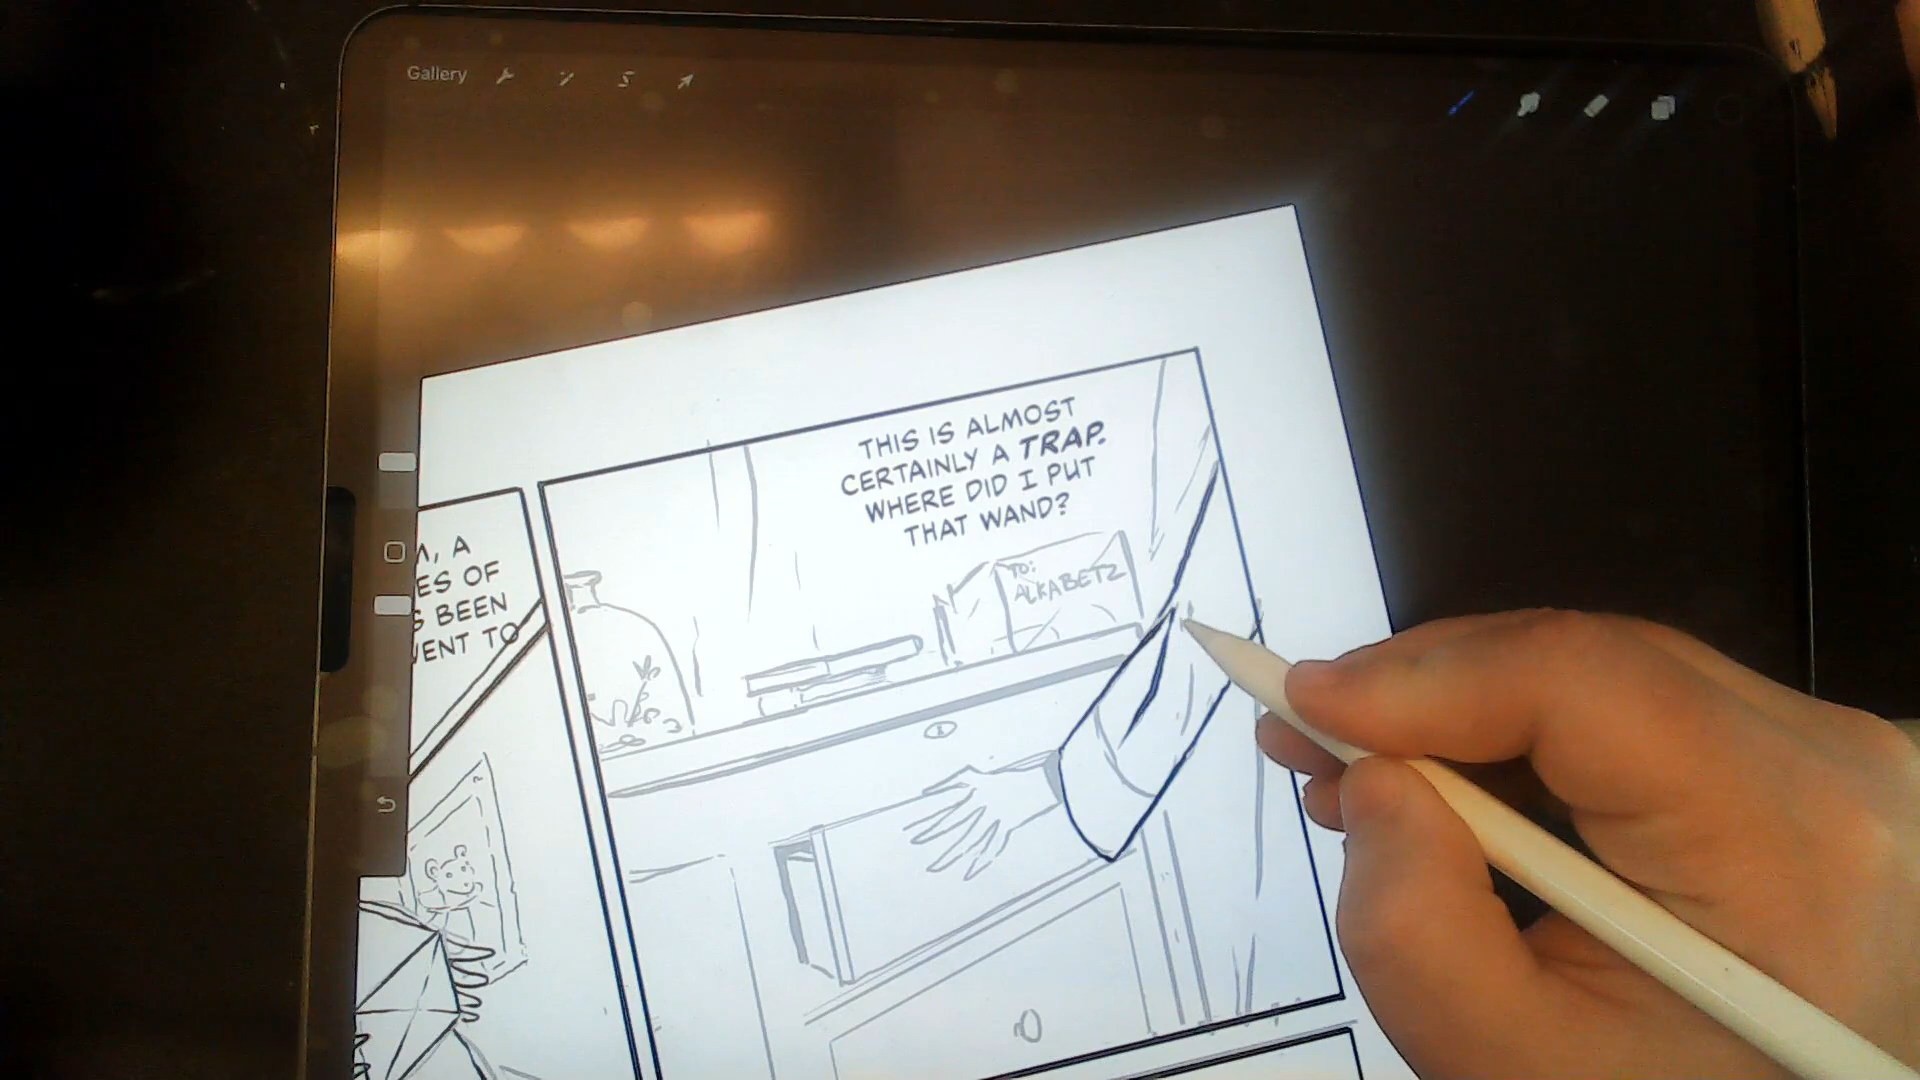 Gallery
THIS IS ALMOST
CERTAINLY A TRAP.
WHERE DID I PUT
THAT WAND?
TO:
ALKABETZ
A
ES OF
BEEN
ENT TO